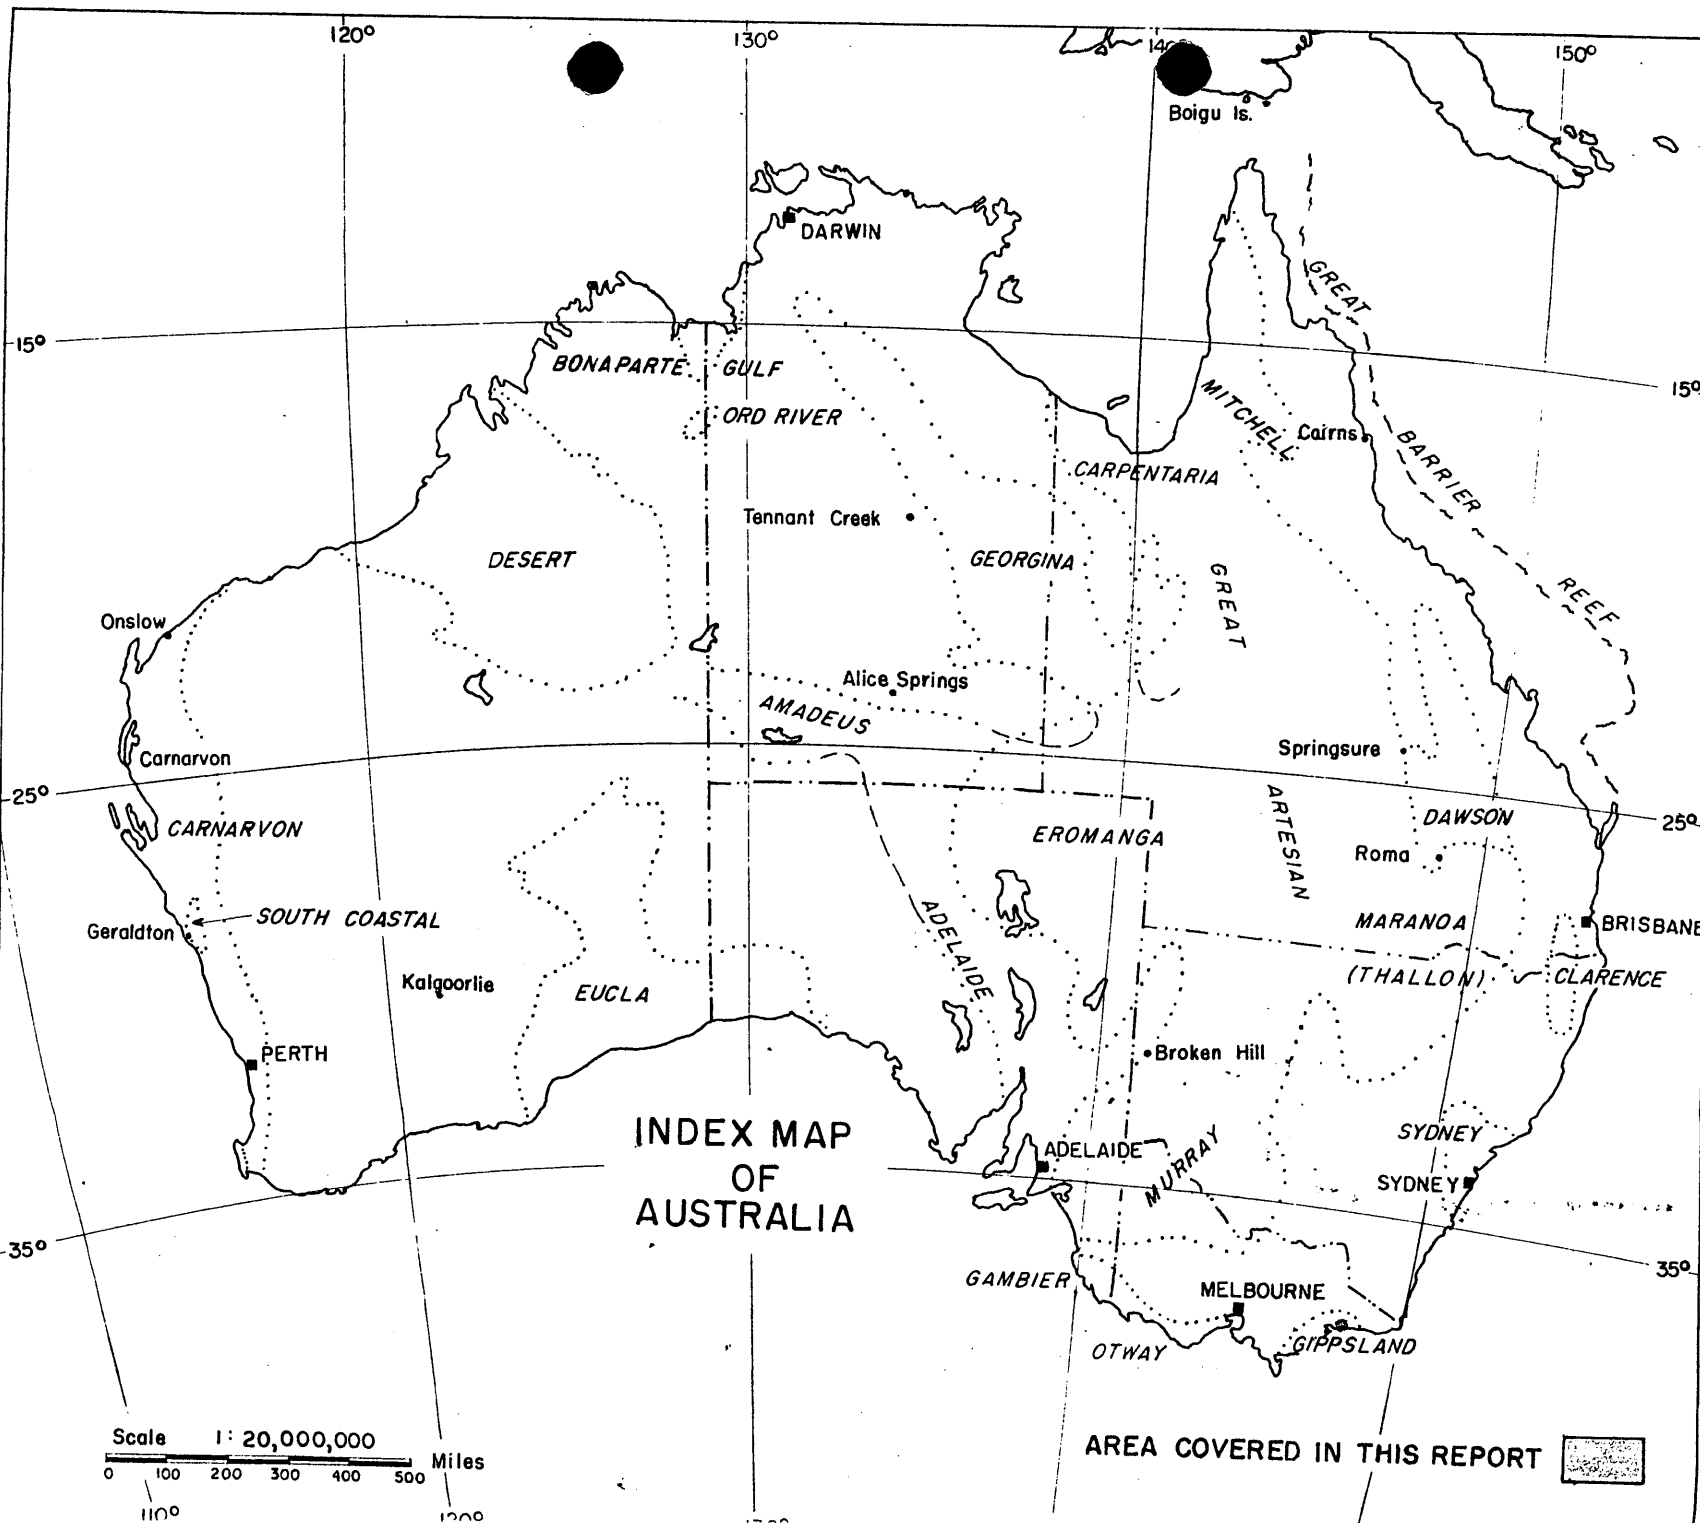 120°
130°
140
150°
Boigu Is.
DARWIN
GREAT
15°
BONAPARTE GULF
15°
ORD RIVER
MITCHELL
Cairns
BARRIER
CARPENTARIA
Tennant Creek
DESERT
GEORGINA
GREAT
REEF
Onslow
Alice Springs
AMADEUS
Springsure
Carnarvon
25°
ARTESIAN
DAWSON
25°
CARNARVON
EROMANGA
Roma
SOUTH COASTAL
ADELAIDE
MARANOA
BRISBANE
Geraldton
(THALLON)
CLARENCE
Kalgoorlie
EUCLA
PERTH
Broken Hill
INDEX MAP
OF
AUSTRALIA
SYDNEY
ADELAIDE
MURRAY
SYDNEY
35°
35°
GAMBIER
MELBOURNE
OTWAY
GIPPSLAND
Scale 1: 20,000,000
Miles
0 100 200 300 400 500
AREA COVERED IN THIS REPORT
110°
120°